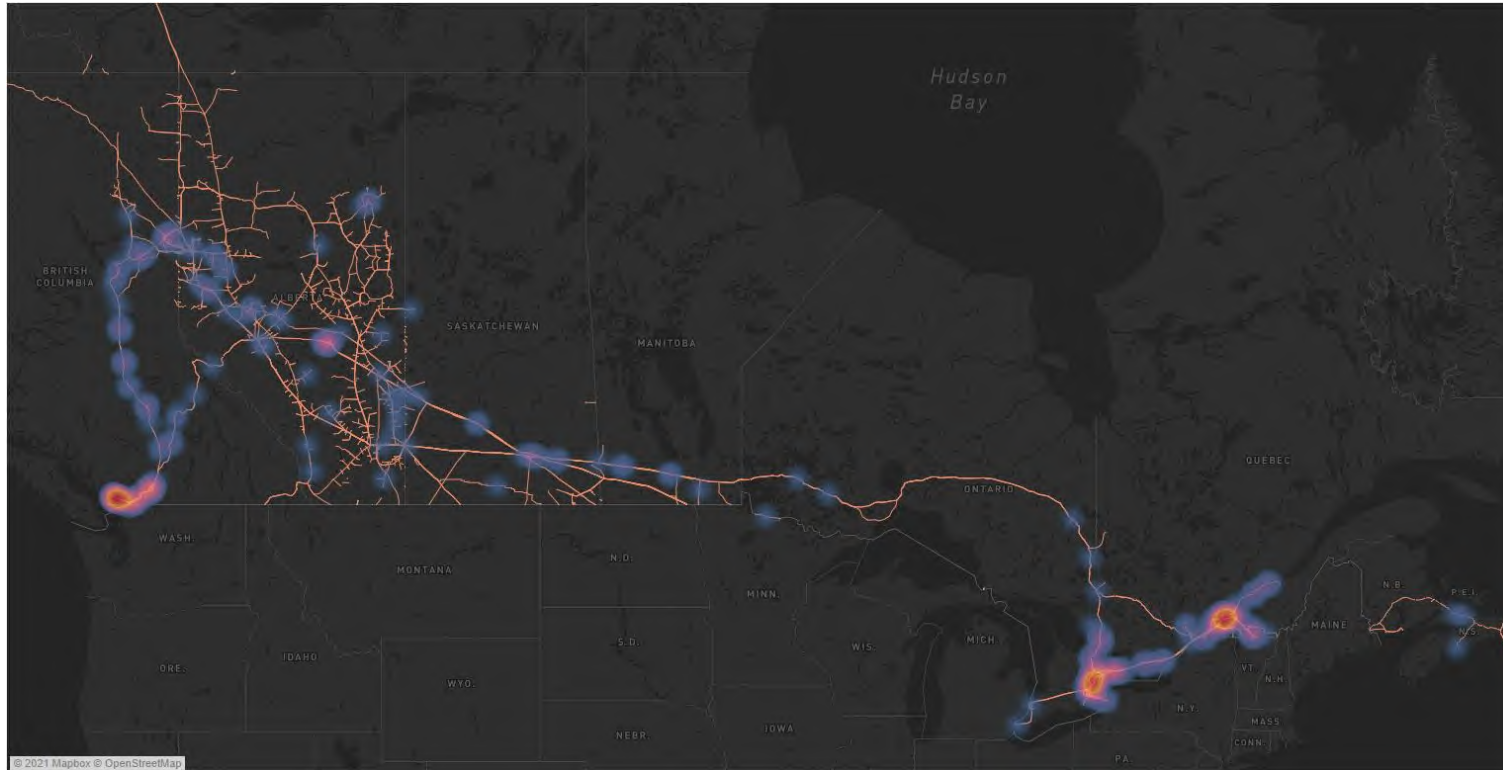 Hudson
Bay
BRITISH
COLUMBIA
ALBERTA
SASKATCHEWAN
MANITOBA
QUEBEC
ONTARIO
WASH.
MONTANA
N.D.
MINN.
N.B.
P.E.I.
N.S.
MAINE
ORE.
IDAHO
S.D.
WIS.
MICH.
VT.
N.H.
WYO.
N.Y.
MASS
NEBR.
IOWA
CONN.
PA.
© 2021 Mapbox © OpenStreetMap